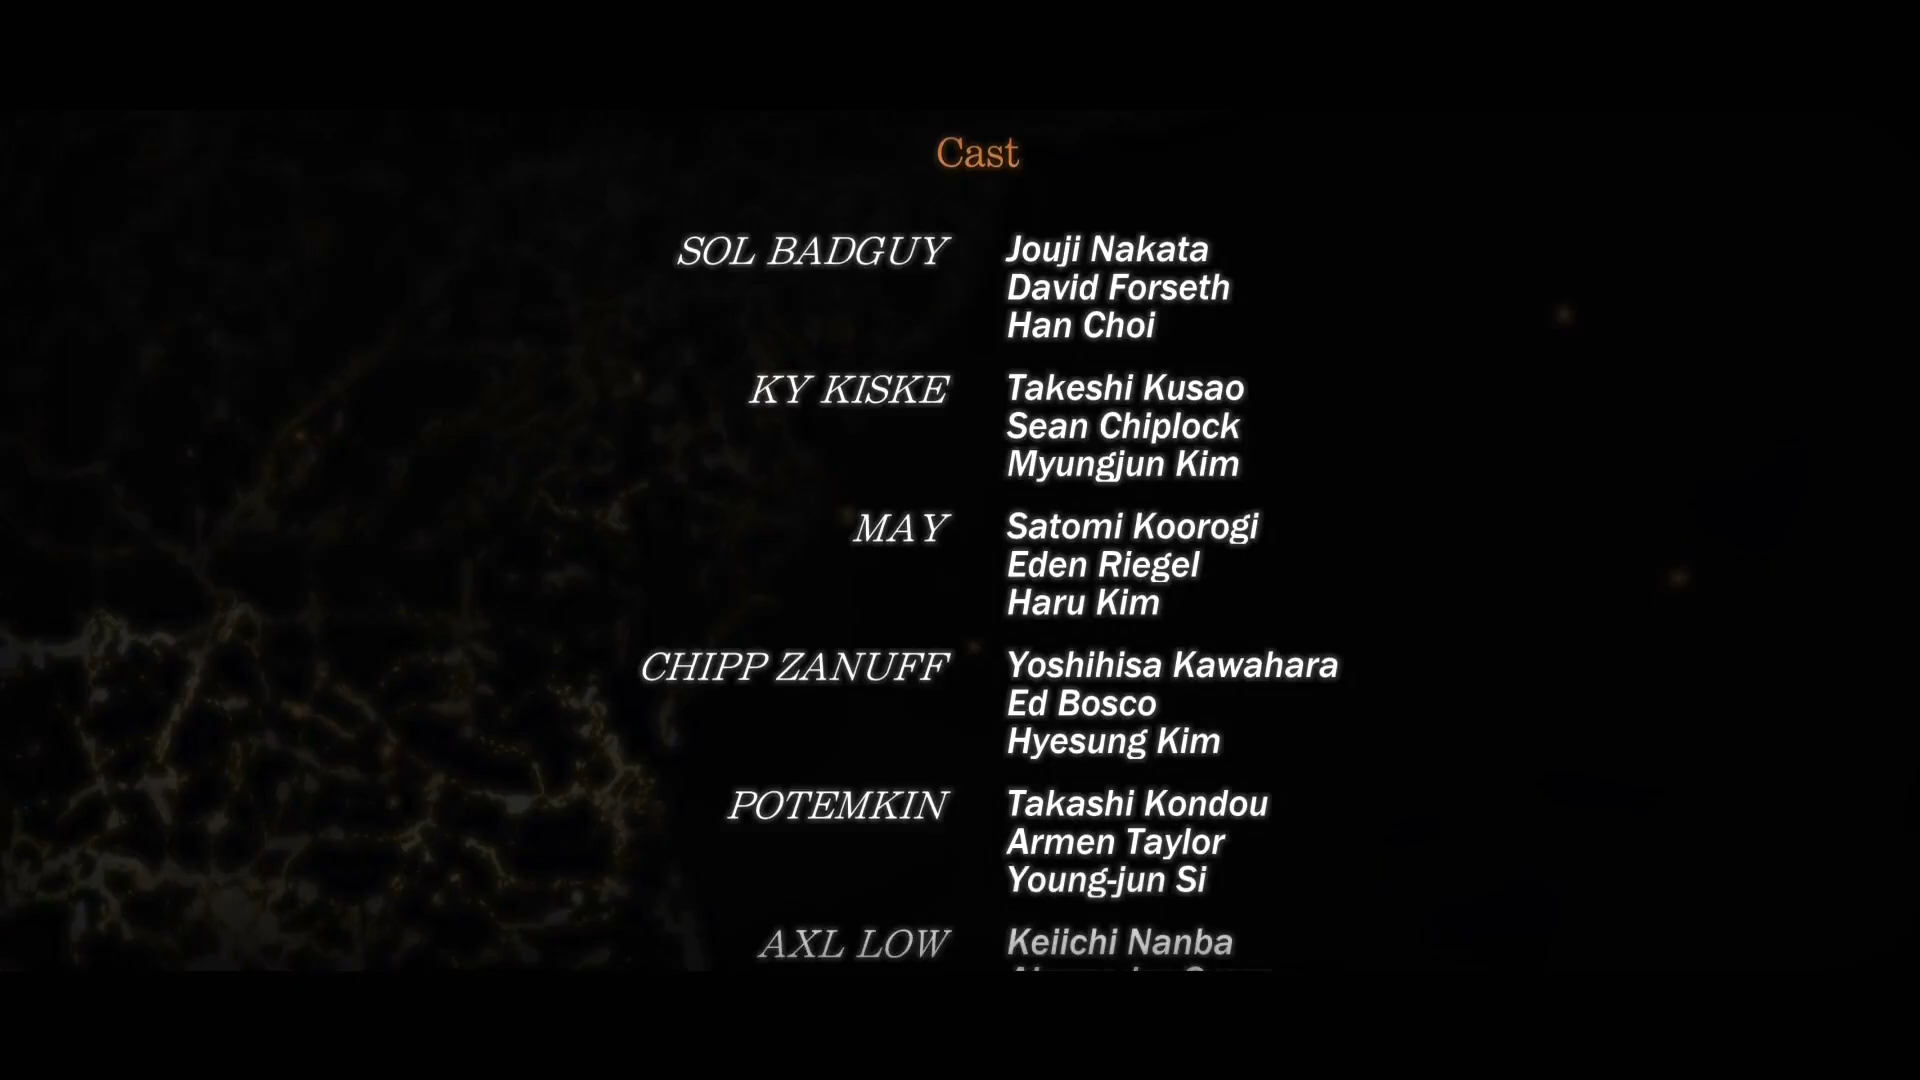 Cast
SOL BADGUY Jouji Nakata
David Forseth
Han Choi
KY KISKE Takeshi Kusao
Sean Chiplock
Myungjun Kim
MAY Satomi Koorogi
Eden Riegel
Haru Kim
CHIPP ZANUFF Yoshihisa Kawahara
Ed Bosco
Hyesung Kim
POTEMKIN Takashi Kondou
Armen Taylor
Young-jun Si
AXL LOW Keiichi Nanba